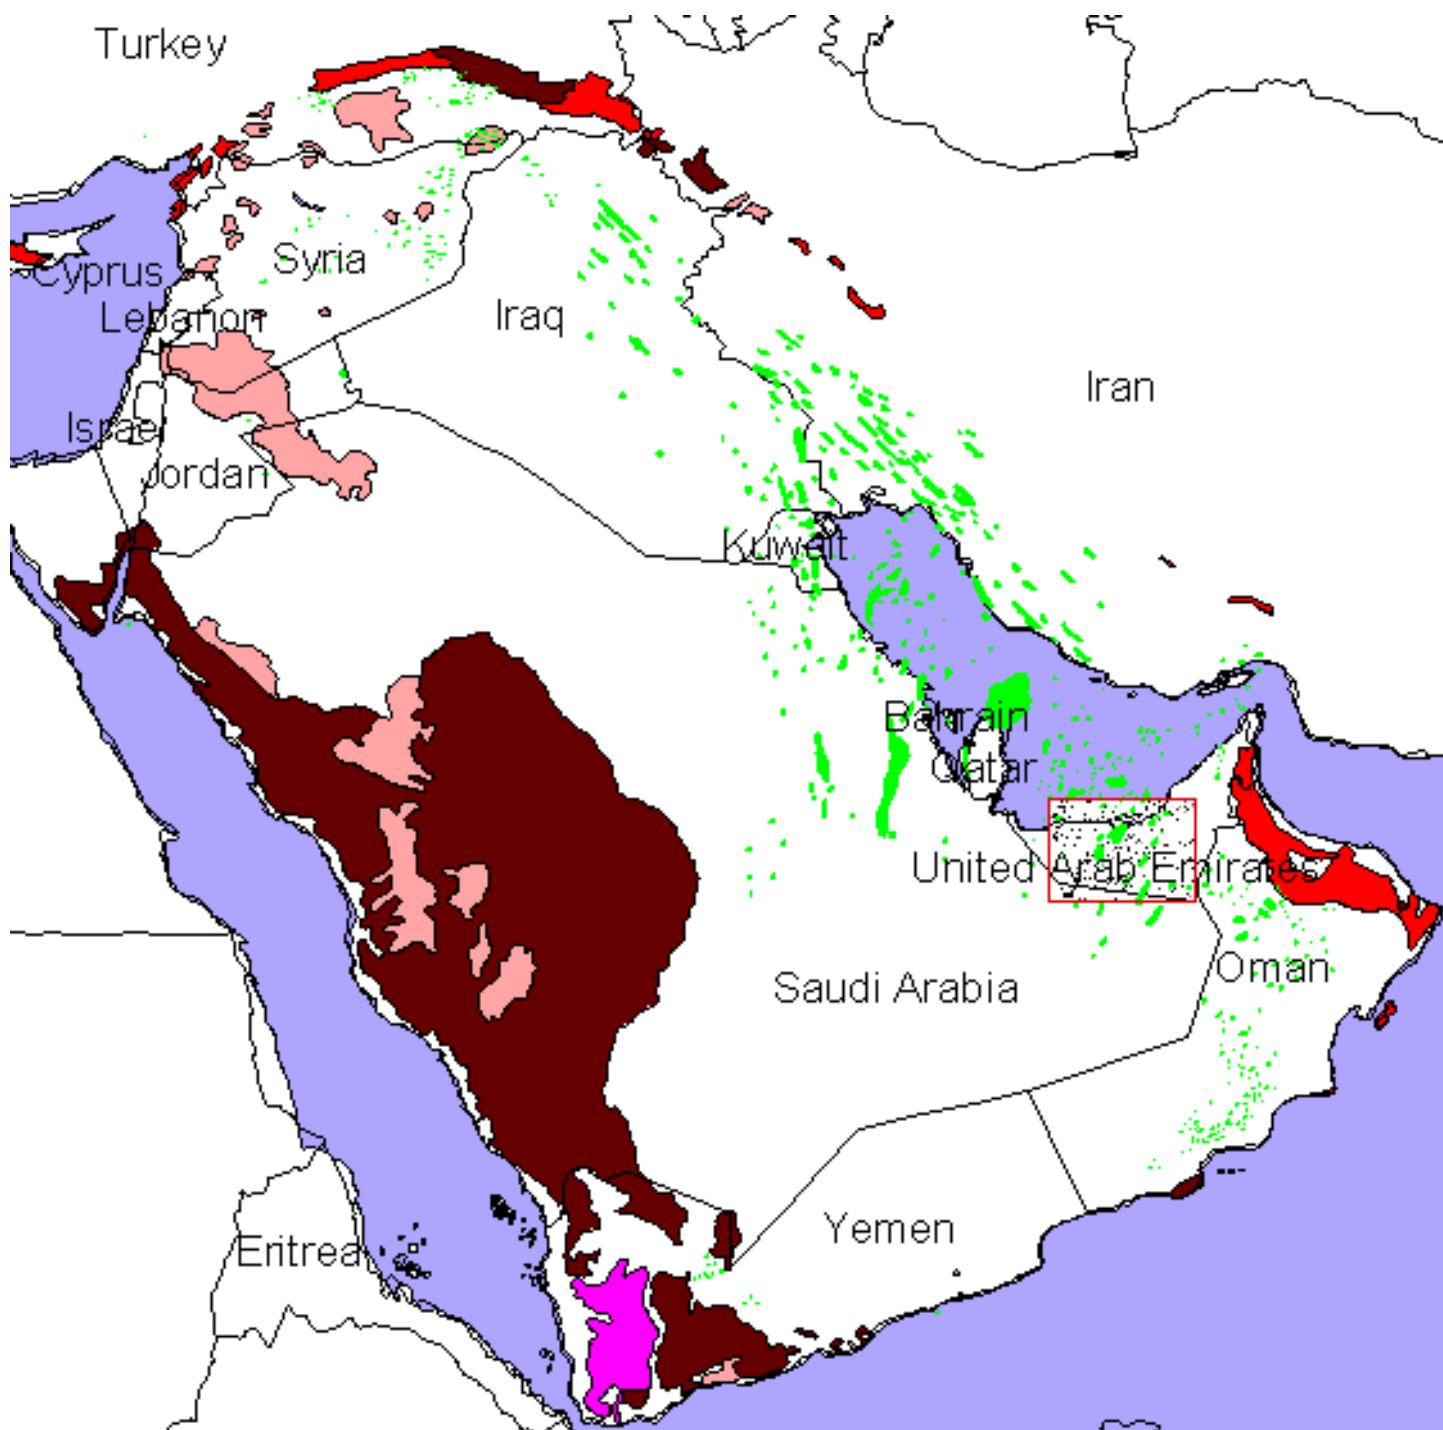 Turkey
Cyprus
Syria
Lebanon
Iraq
Iran
Israel
Jordan
Kuwait
Bahrain
Qatar
United Arab Emirates
Saudi Arabia
Oman
Yemen
Eritrea